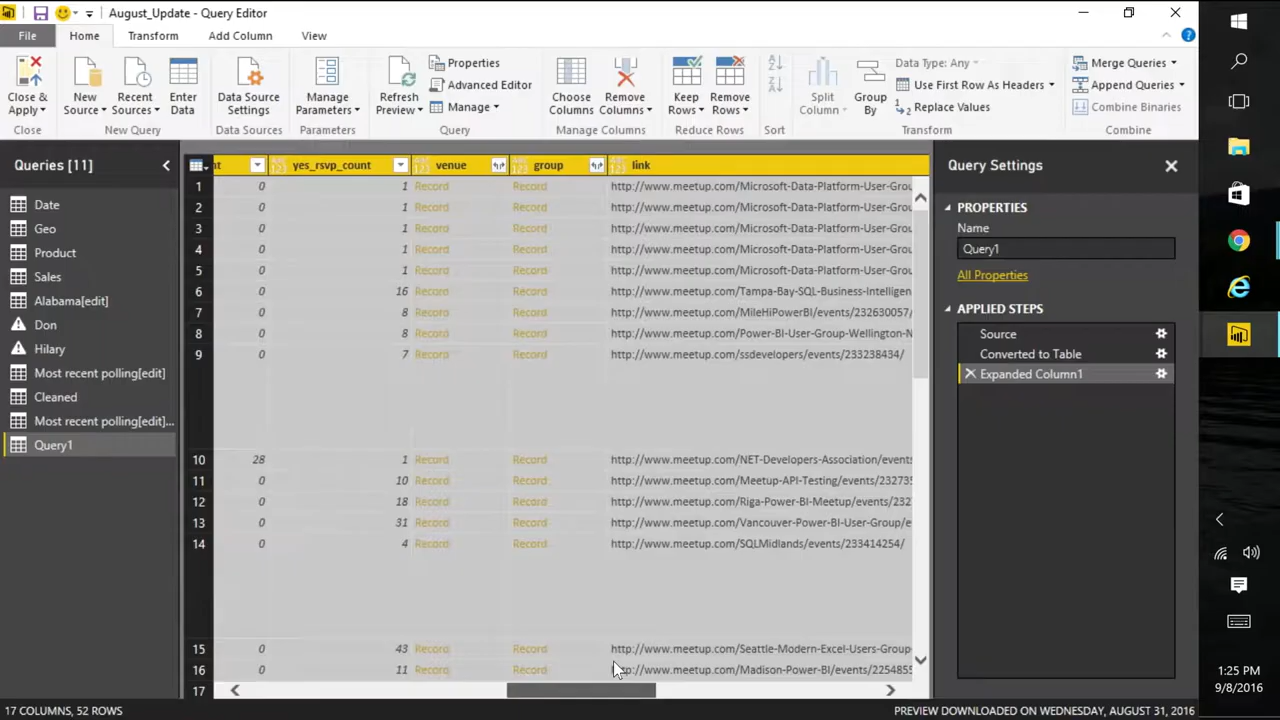 August_Update - Query Editor
File Home Transform Add Column View
Close & Apply
New Source
Recent Sources
Enter Data
Data Source Settings
Manage Parameters
Refresh Preview
Properties
Advanced Editor
Manage
Choose Columns
Remove Columns
Keep Rows
Remove Rows
Split Column
Group By
Data Type: Any
Use First Row As Headers
Replace Values
Merge Queries
Append Queries
Combine Binaries
Close New Query Data Sources Parameters Query Manage Columns Reduce Rows Sort Transform Combine
Queries [11]
Date
Geo
Product
Sales
Alabama[edit]
Don
Hilary
Most recent polling[edit]
Cleaned
Most recent polling[edit]...
Query1
nt yes_rsvp_count venue group link
1 0 1 Record Record http://www.meetup.com/Microsoft-Data-Platform-User-Grou
2 0 1 Record Record http://www.meetup.com/Microsoft-Data-Platform-User-Grou
3 0 1 Record Record http://www.meetup.com/Microsoft-Data-Platform-User-Grou
4 0 1 Record Record http://www.meetup.com/Microsoft-Data-Platform-User-Grou
5 0 1 Record Record http://www.meetup.com/Microsoft-Data-Platform-User-Grou
6 0 16 Record Record http://www.meetup.com/Tampa-Bay-SQL-Business-Intelligen
7 0 8 Record Record http://www.meetup.com/MileHiPowerBI/events/232630057/
8 0 8 Record Record http://www.meetup.com/Power-BI-User-Group-Wellington-N
9 0 7 Record Record http://www.meetup.com/ssdevelopers/events/233238434/
10 28 1 Record Record http://www.meetup.com/NET-Developers-Association/events
11 0 10 Record Record http://www.meetup.com/Meetup-API-Testing/events/232735
12 0 18 Record Record http://www.meetup.com/Riga-Power-BI-Meetup/events/232
13 0 31 Record Record http://www.meetup.com/Vancouver-Power-BI-User-Group/e
14 0 4 Record Record http://www.meetup.com/SQLMidlands/events/233414254/
15 0 43 Record Record http://www.meetup.com/Seattle-Modern-Excel-Users-Group-
16 0 11 Record Record http://www.meetup.com/Madison-Power-BI/events/2254855
17
Query Settings
PROPERTIES
Name
Query1
All Properties
APPLIED STEPS
Source
Converted to Table
Expanded Column1
17 COLUMNS, 52 ROWS
PREVIEW DOWNLOADED ON WEDNESDAY, AUGUST 31, 2016
1:25 PM
9/8/2016